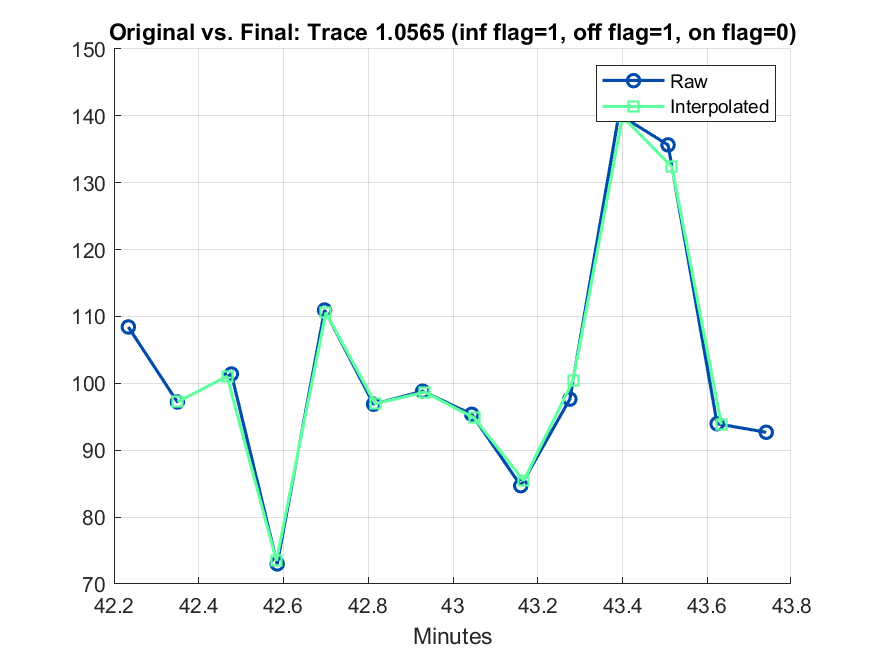 Original vs. Final: Trace 1.0565 (inf flag=1, off flag=1, on flag=0)
150
140
130
120
110
100
90
80
70
Raw
Interpolated
42.2 42.4 42.6 42.8 43 43.2 43.4 43.6 43.8
Minutes